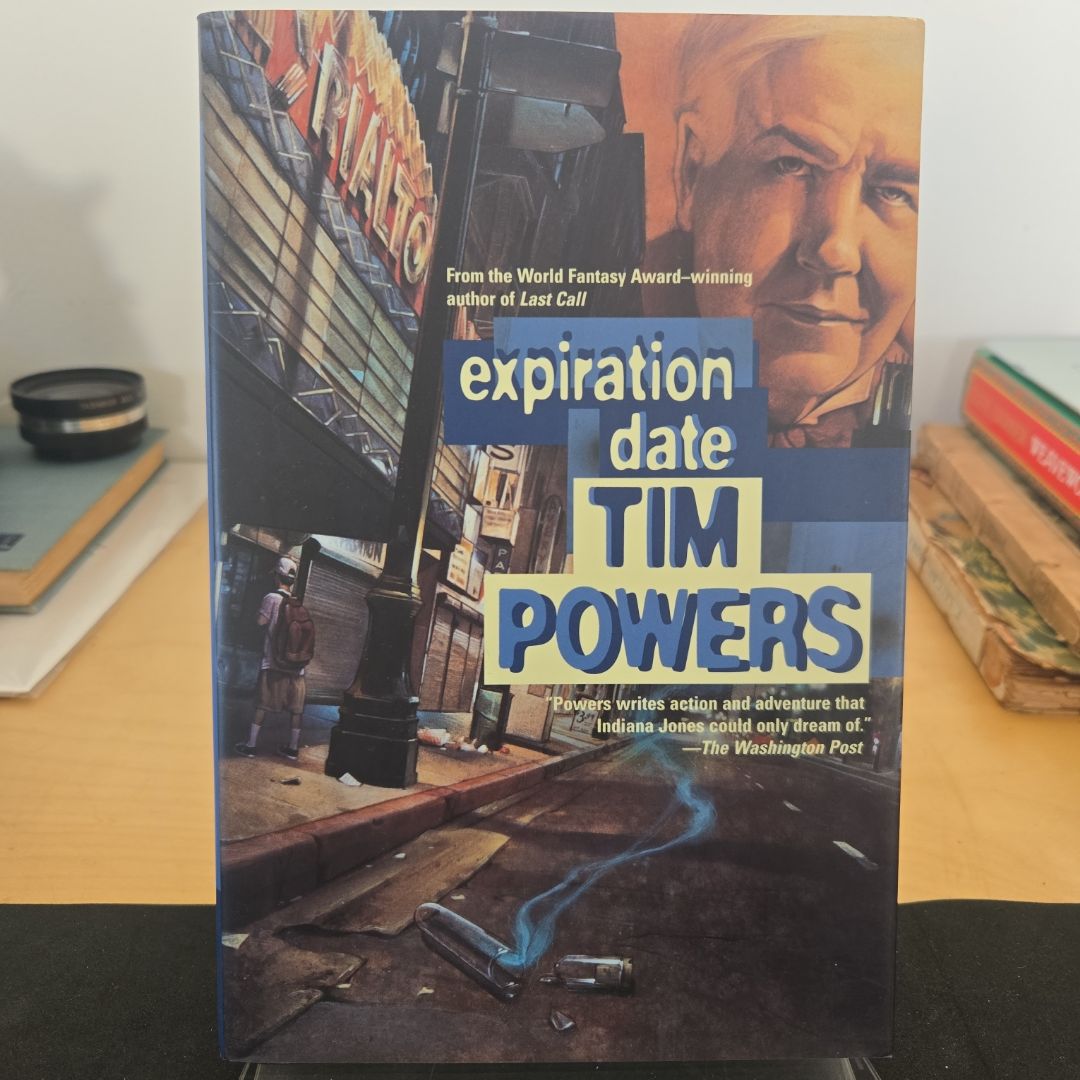 RIALTO
From the World Fantasy Award–winning
author of Last Call
expiration
date
TIM
POWERS
"Powers writes action and adventure that
Indiana Jones could only dream of."
—The Washington Post